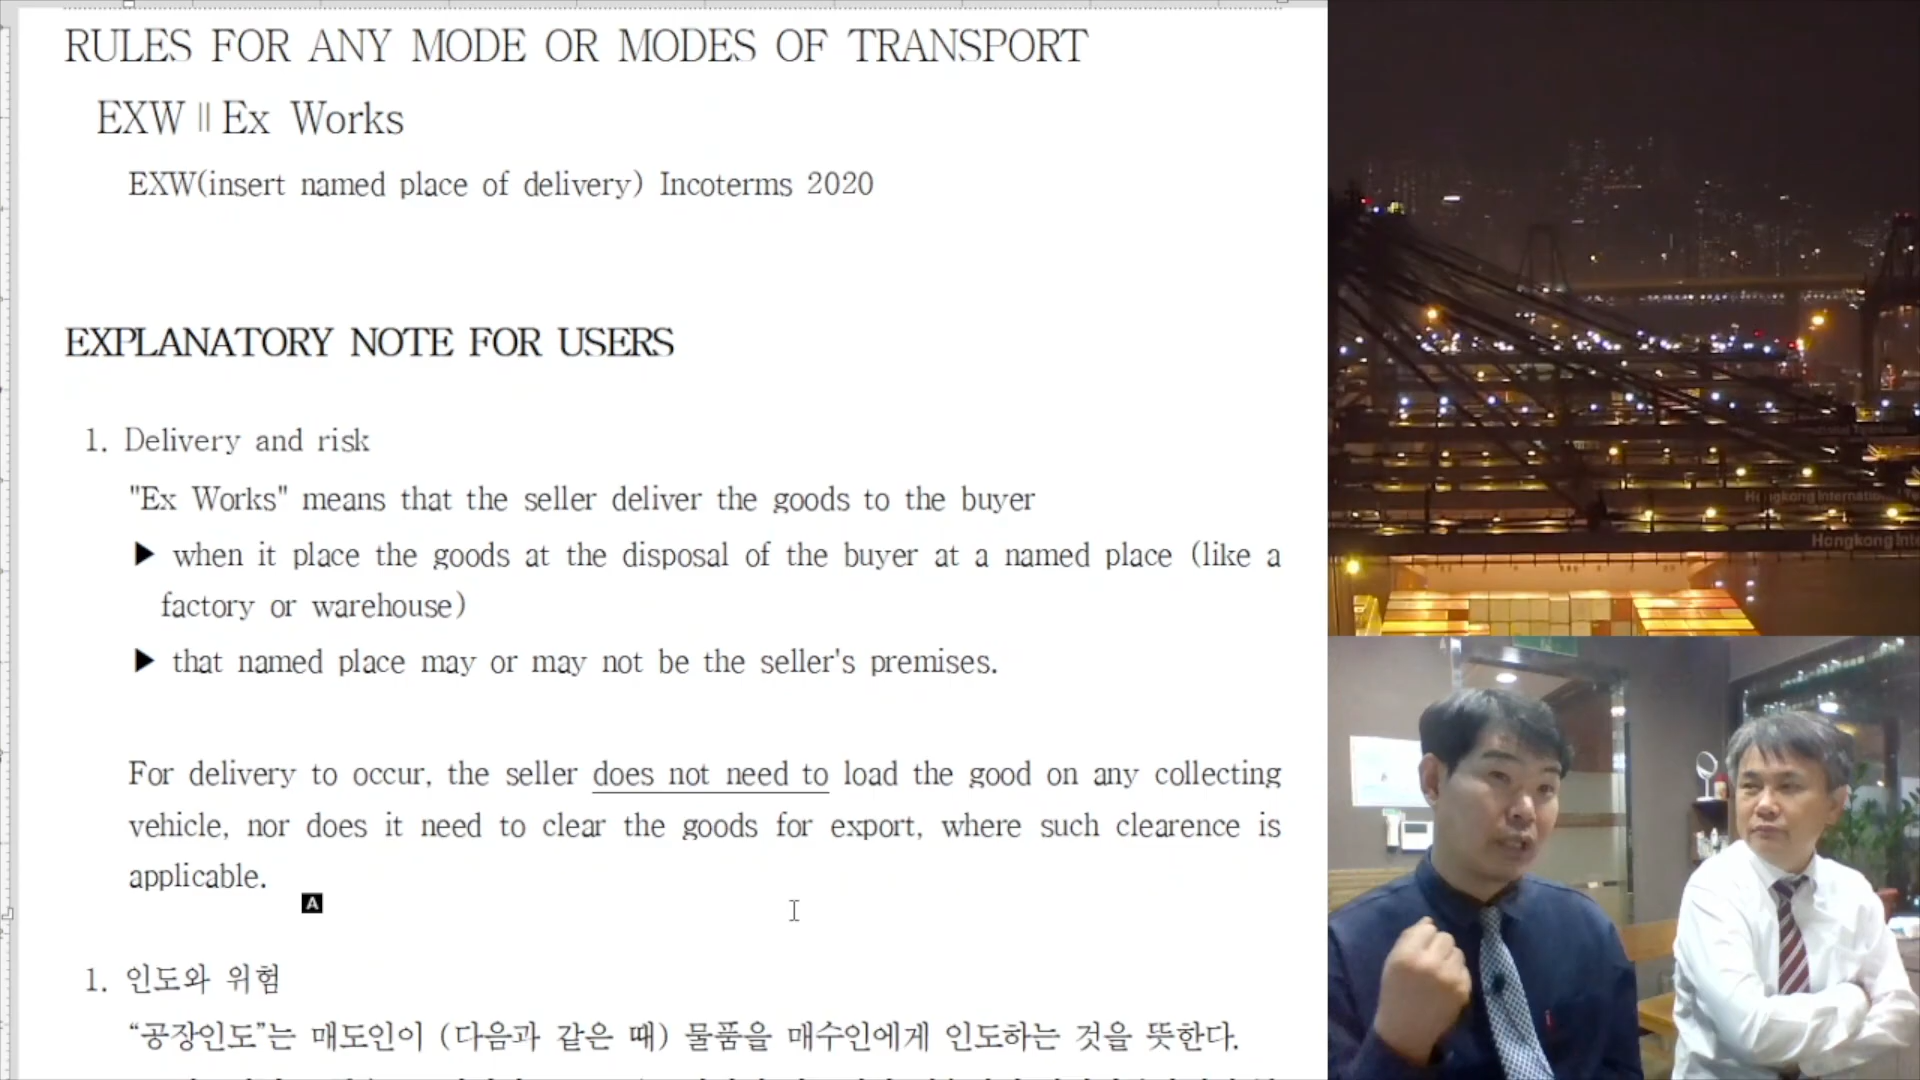 RULES FOR ANY MODE OR MODES OF TRANSPORT
EXW || Ex Works
EXW(insert named place of delivery) Incoterms 2020
EXPLANATORY NOTE FOR USERS
1. Delivery and risk
"Ex Works" means that the seller deliver the goods to the buyer
▶ when it place the goods at the disposal of the buyer at a named place (like a
factory or warehouse)
▶ that named place may or may not be the seller's premises.
For delivery to occur, the seller does not need to load the good on any collecting
vehicle, nor does it need to clear the goods for export, where such clearence is
applicable.
A
1. 인도와 위험
“공장인도”는 매도인이 (다음과 같은 때) 물품을 매수인에게 인도하는 것을 뜻한다.
Hongkong International
Hongkong